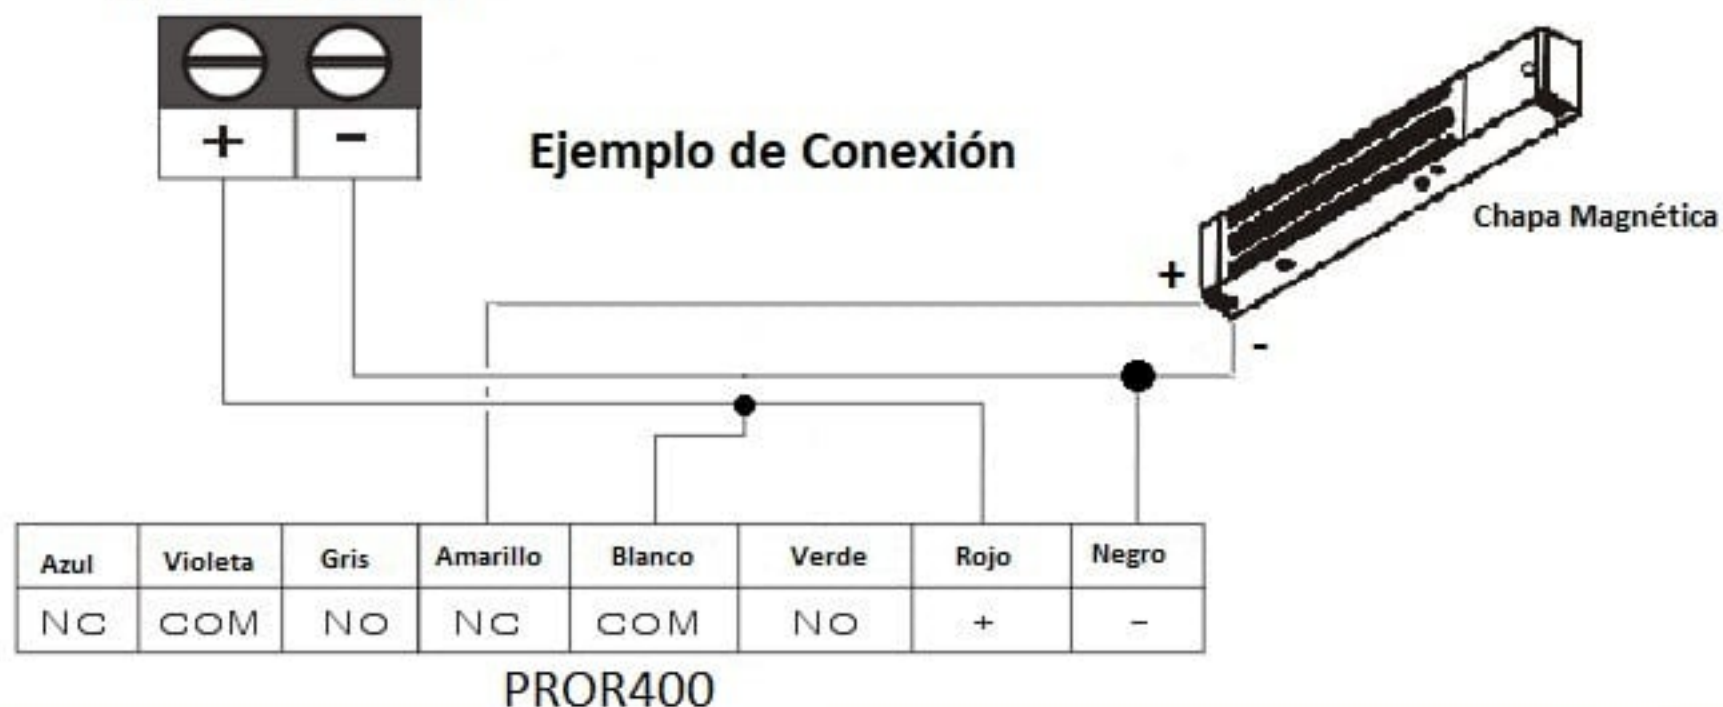 + -
Ejemplo de Conexión
Chapa Magnética
+
-
Azul Violeta Gris Amarillo Blanco Verde Rojo Negro
NC COM NO NC COM NO + -
PROR400